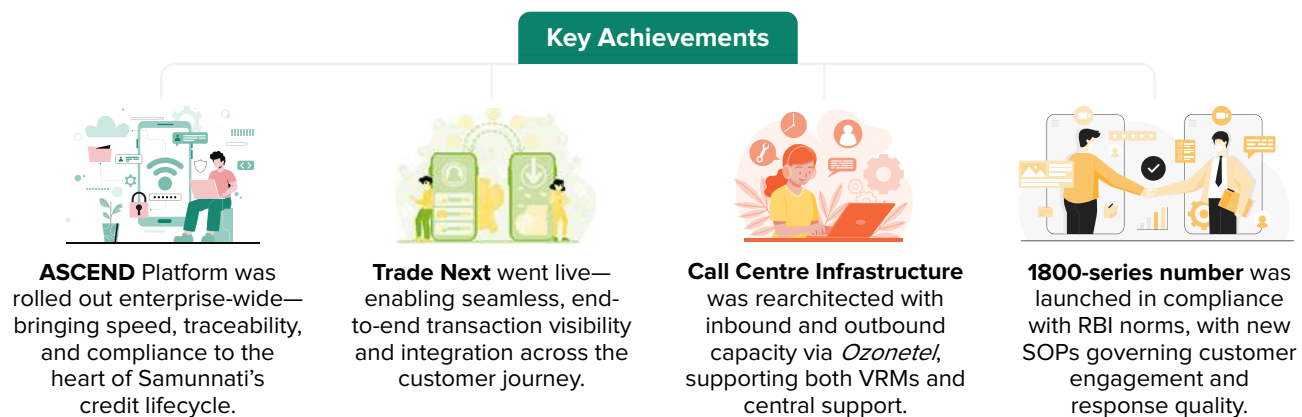 Key Achievements
ASCEND Platform was
rolled out enterprise-wide—
bringing speed, traceability,
and compliance to the
heart of Samunnati’s
credit lifecycle.
Trade Next went live—
enabling seamless, end-
to-end transaction visibility
and integration across the
customer journey.
Call Centre Infrastructure
was rearchitected with
inbound and outbound
capacity via Ozonetel,
supporting both VRMs and
central support.
1800-series number was
launched in compliance
with RBI norms, with new
SOPs governing customer
engagement and
response quality.